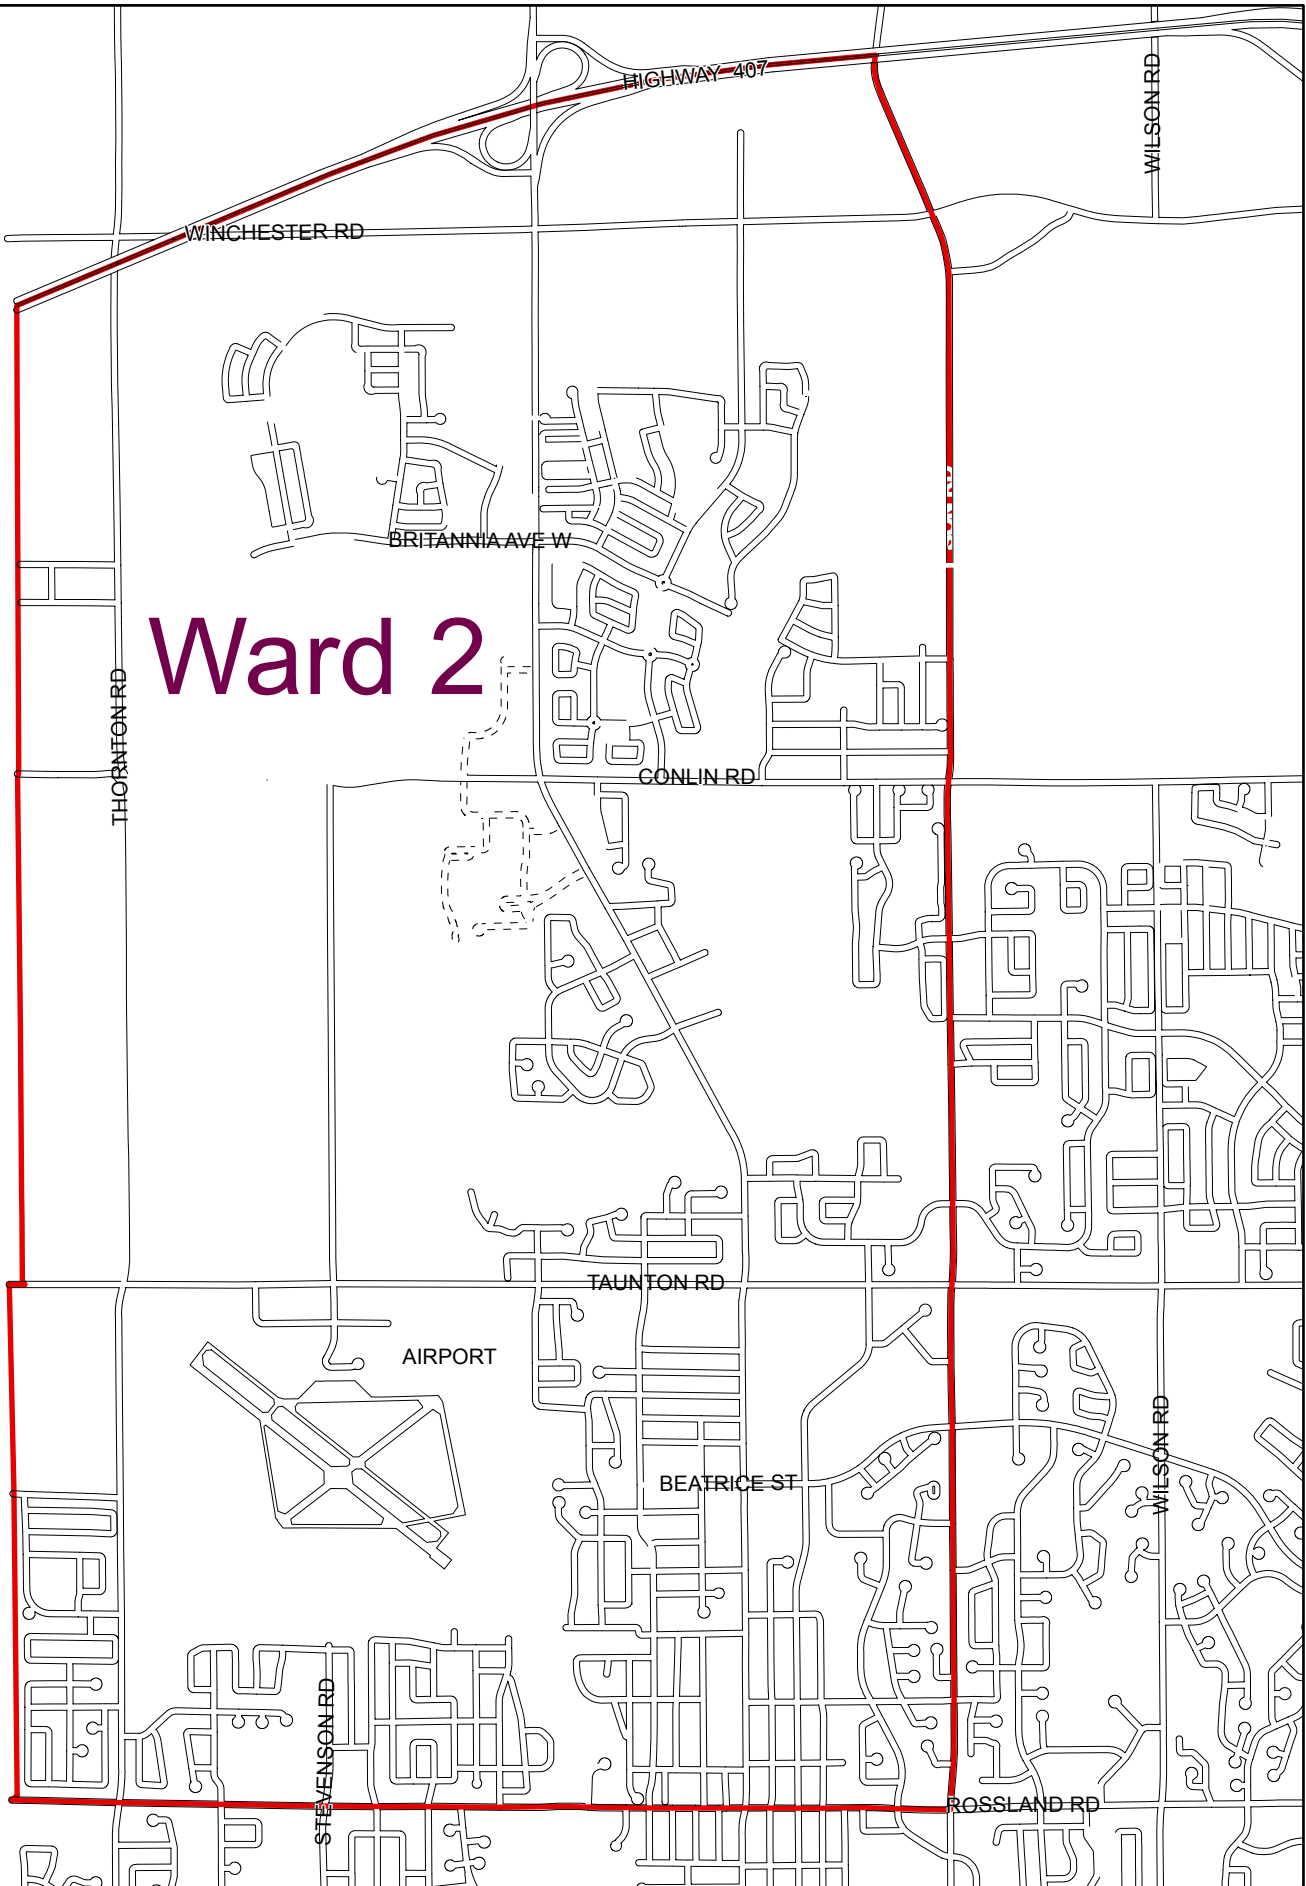 HIGHWAY 407
WILSON RD
WINCHESTER RD
BRITANNIA AVE W
Ward 2
THORNTON RD
CONLIN RD
TAUNTON RD
AIRPORT
WILSON RD
BEATRICE ST
STEVENSON RD
ROSSLAND RD